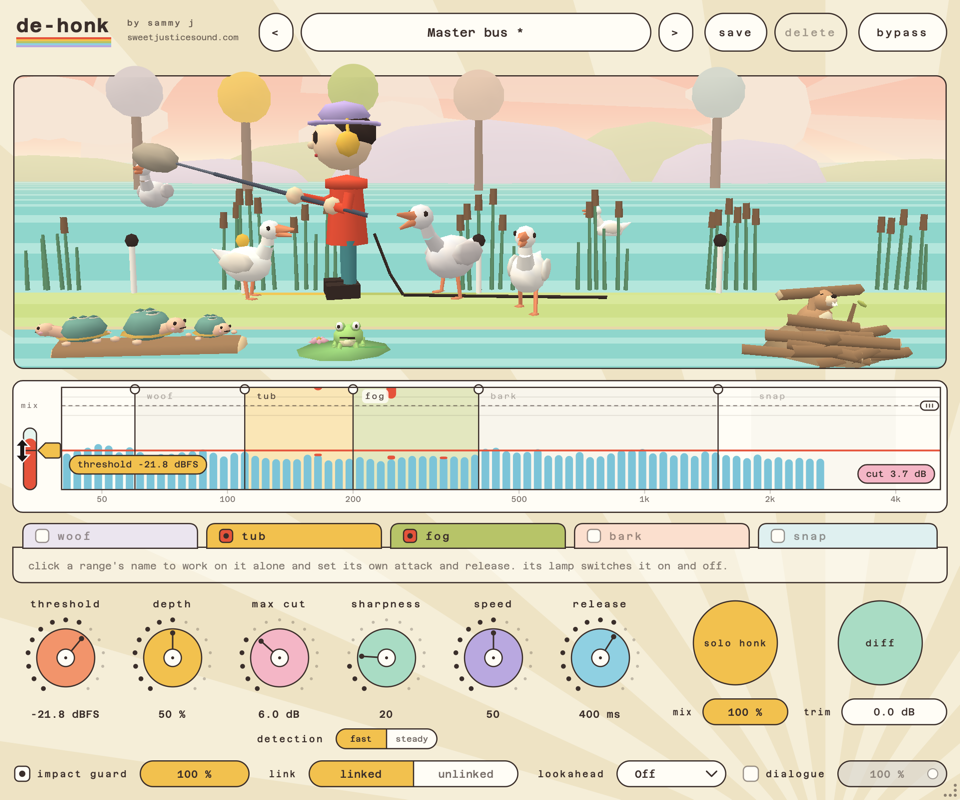 de-honk
by sammy j
sweetjusticesound.com
<
Master bus *
>
save
delete
bypass
mix
woof
tub
fog
bark
snap
threshold -21.8 dBFS
cut 3.7 dB
50
100
200
500
1k
2k
4k
woof
tub
fog
bark
snap
click a range's name to work on it alone and set its own attack and release. its lamp switches it on and off.
threshold
depth
max cut
sharpness
speed
release
solo honk
diff
-21.8 dBFS
50 %
6.0 dB
20
50
400 ms
mix
100 %
trim
0.0 dB
detection
fast
steady
impact guard
100 %
link
linked
unlinked
lookahead
Off
dialogue
100 %